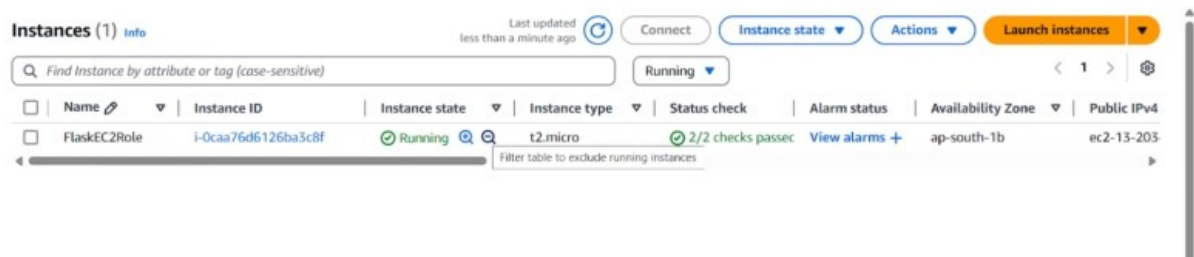 Instances (1) Info Last updated less than a minute ago Connect Instance state Actions Launch instances
Find Instance by attribute or tag (case-sensitive) Running 1
Name Instance ID Instance state Instance type Status check Alarm status Availability Zone Public IPv4
FlaskEC2Role i-0caa76d6126ba3c8f Running t2.micro 2/2 checks passec View alarms + ap-south-1b ec2-13-203-
Filter table to exclude running instances